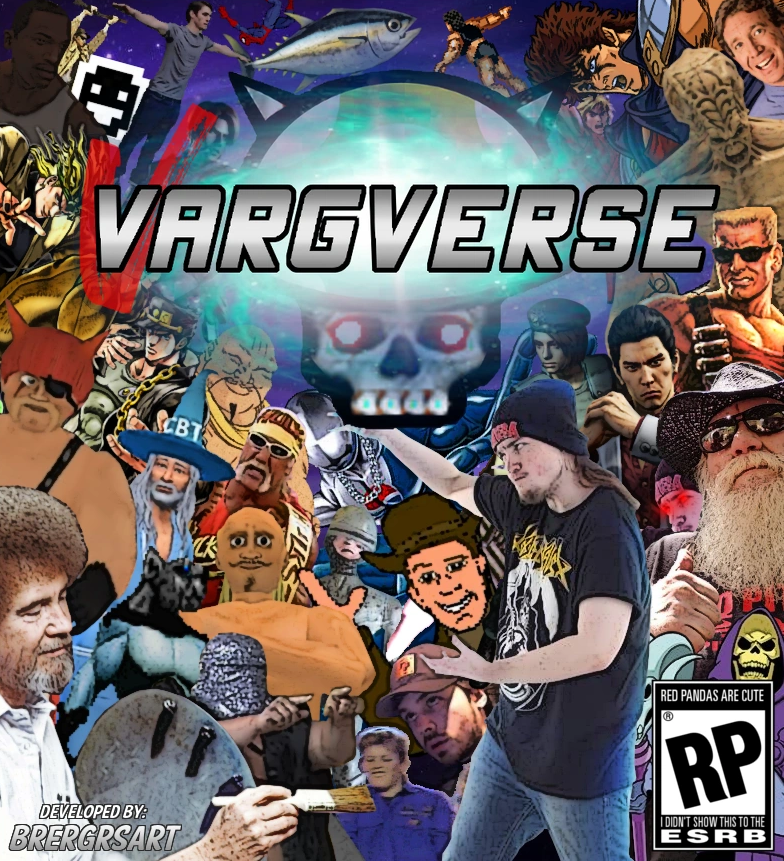 VARGVERSE
CBT
RED PANDAS ARE CUTE
®
RP
I DIDN'T SHOW THIS TO THE
ESRB
DEVELOPED BY:
BRERGRSART